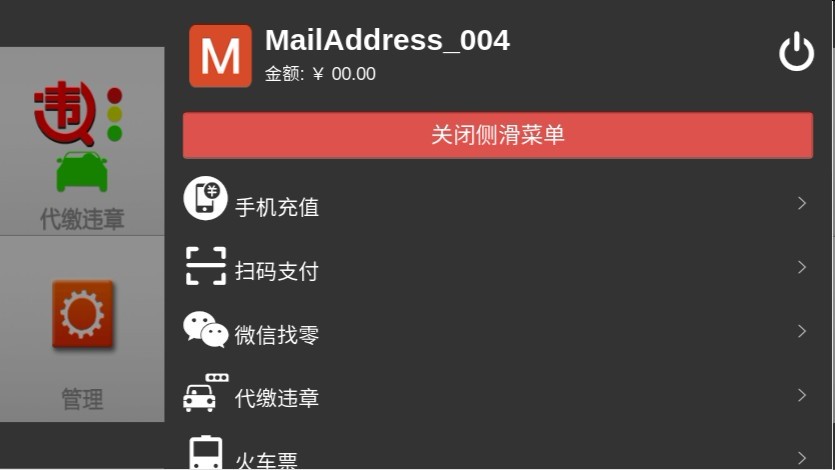 M
MailAddress_004
金额: ￥ 00.00
关闭侧滑菜单
手机充值
扫码支付
微信找零
代缴违章
火车票
违
代缴违章
管理